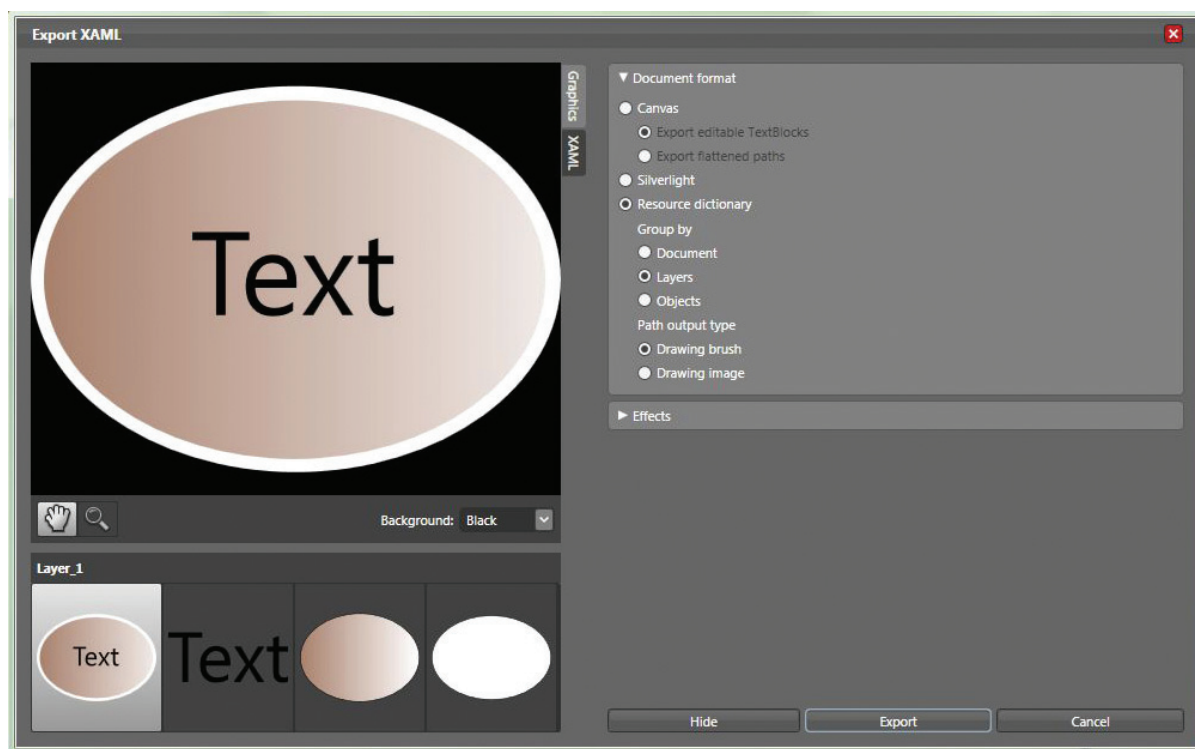 Export XAML
Text
Graphics
XAML
Background: Black
Layer_1
Text
Text
Document format
Canvas
Export editable TextBlocks
Export flattened paths
Silverlight
Resource dictionary
Group by
Document
Layers
Objects
Path output type
Drawing brush
Drawing image
Effects
Hide
Export
Cancel